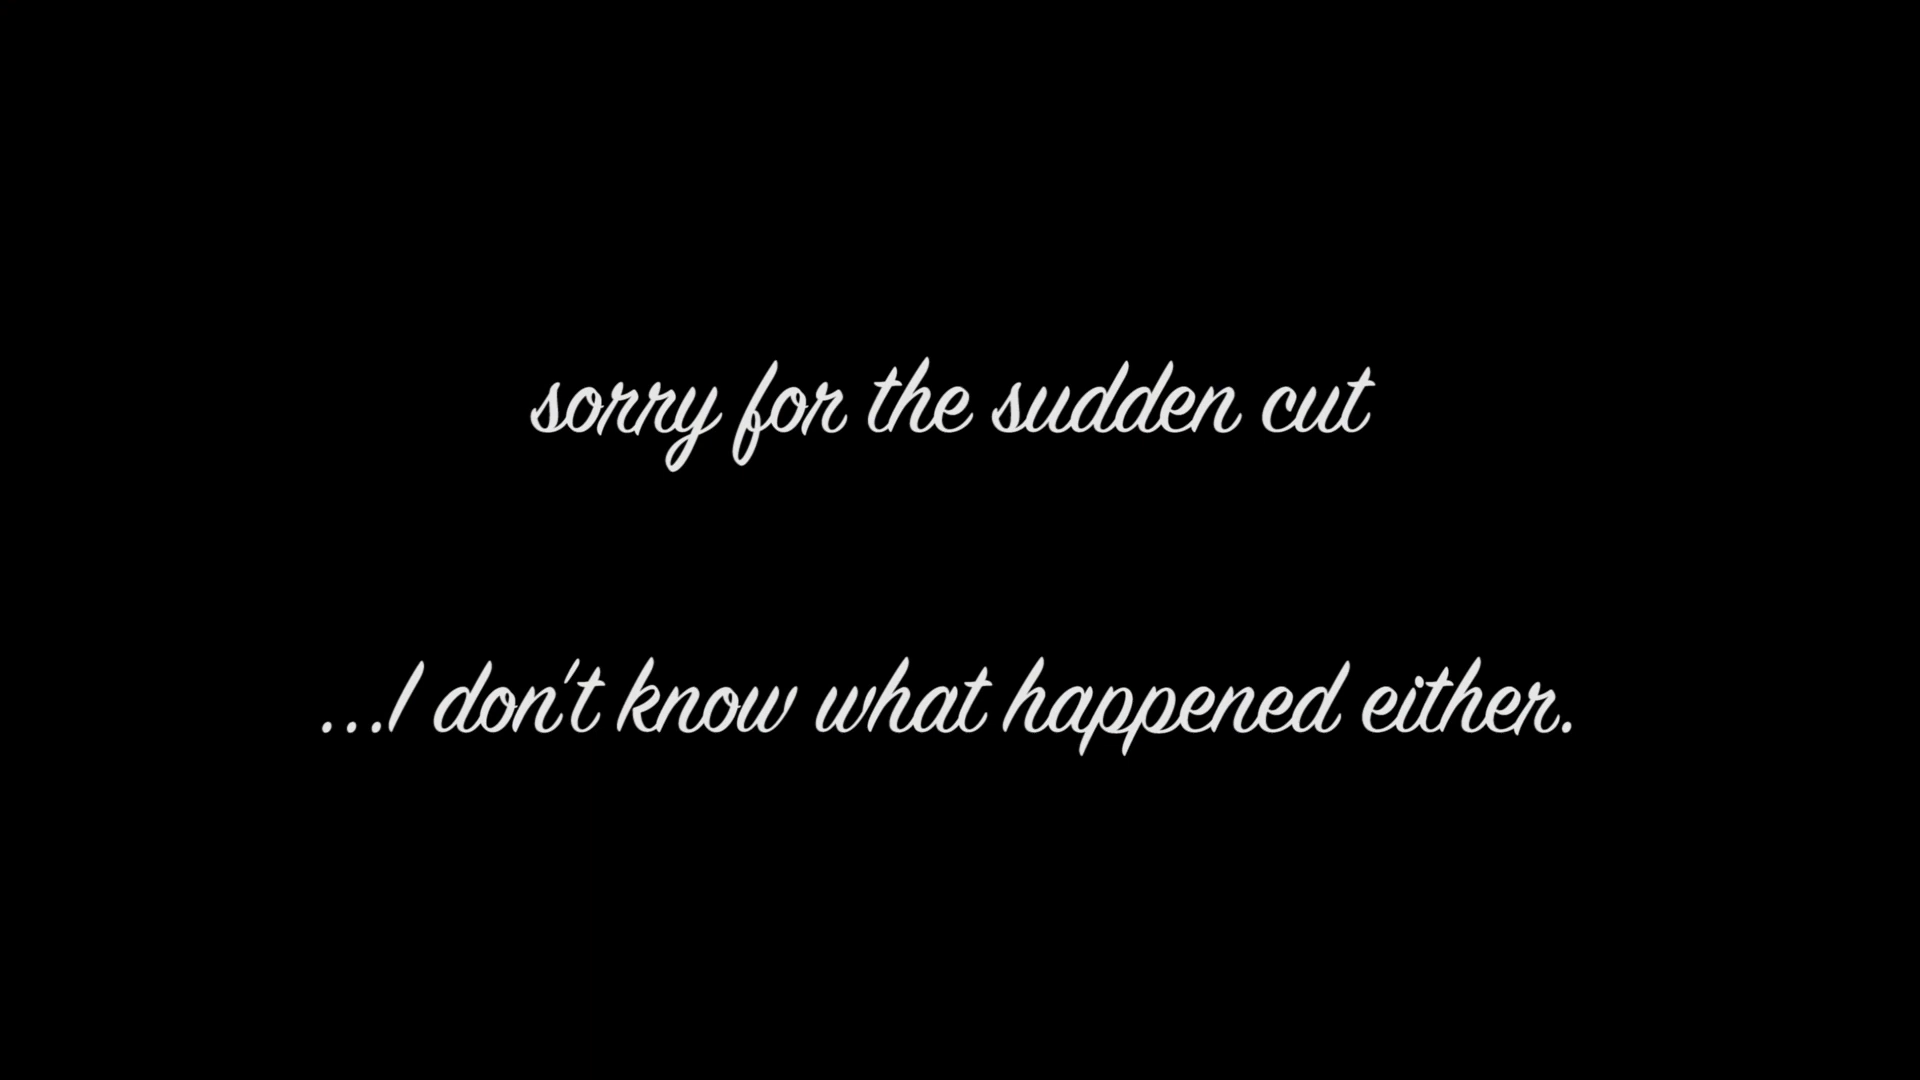 sorry for the sudden cut
...I don't know what happened either.